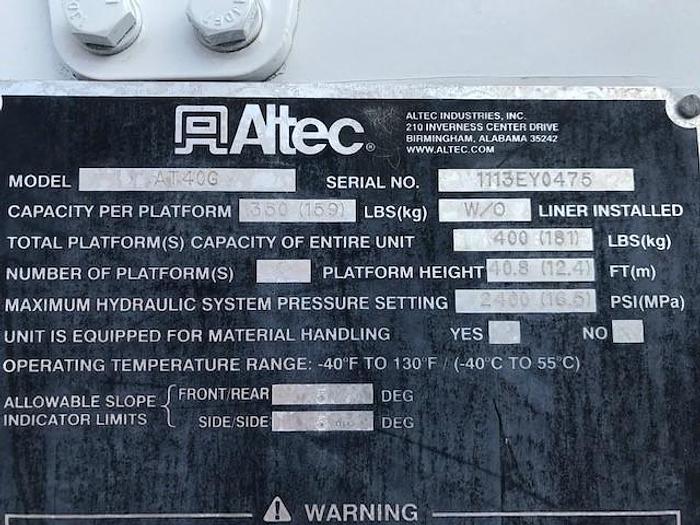 Altec®
ALTEC INDUSTRIES, INC.
210 INVERNESS CENTER DRIVE
BIRMINGHAM, ALABAMA 35242
WWW.ALTEC.COM
MODEL AT40G SERIAL NO. 1113EY0475
CAPACITY PER PLATFORM 350 (159) LBS(kg) W/O LINER INSTALLED
TOTAL PLATFORM(S) CAPACITY OF ENTIRE UNIT 400 (181) LBS(kg)
NUMBER OF PLATFORM(S) PLATFORM HEIGHT 40.8 (12.4) FT(m)
MAXIMUM HYDRAULIC SYSTEM PRESSURE SETTING 2400 (16.5) PSI(MPa)
UNIT IS EQUIPPED FOR MATERIAL HANDLING YES NO
OPERATING TEMPERATURE RANGE: -40°F TO 130°F / (-40°C TO 55°C)
ALLOWABLE SLOPE INDICATOR LIMITS
FRONT/REAR DEG
SIDE/SIDE DEG
WARNING